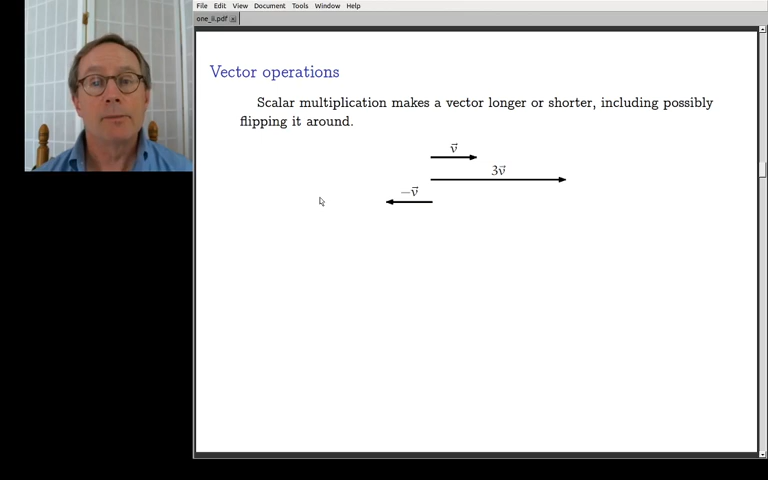 File Edit View Document Tools Window Help
one_ii.pdf
Vector operations
Scalar multiplication makes a vector longer or shorter, including possibly
flipping it around.
v⃗
3v⃗
−v⃗